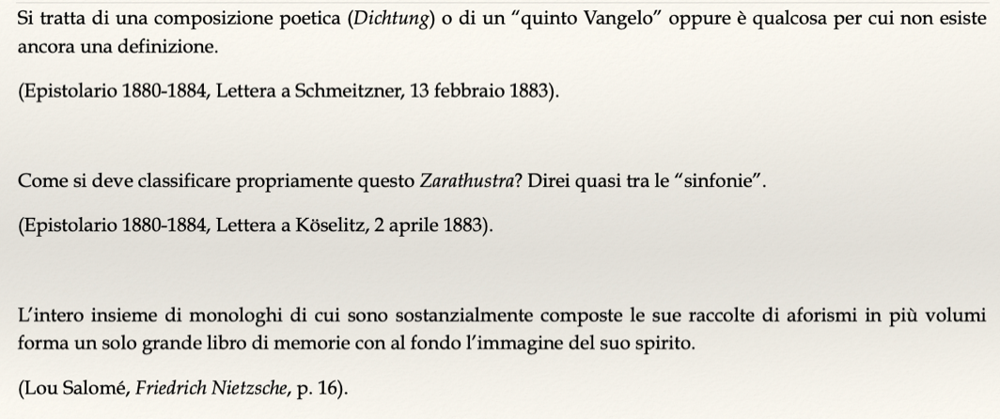 Si tratta di una composizione poetica (Dichtung) o di un “quinto Vangelo” oppure è qualcosa per cui non esiste
ancora una definizione.
(Epistolario 1880-1884, Lettera a Schmeitzner, 13 febbraio 1883).
Come si deve classificare propriamente questo Zarathustra? Direi quasi tra le “sinfonie”.
(Epistolario 1880-1884, Lettera a Köselitz, 2 aprile 1883).
L’intero insieme di monologhi di cui sono sostanzialmente composte le sue raccolte di aforismi in più volumi
forma un solo grande libro di memorie con al fondo l’immagine del suo spirito.
(Lou Salomé, Friedrich Nietzsche, p. 16).